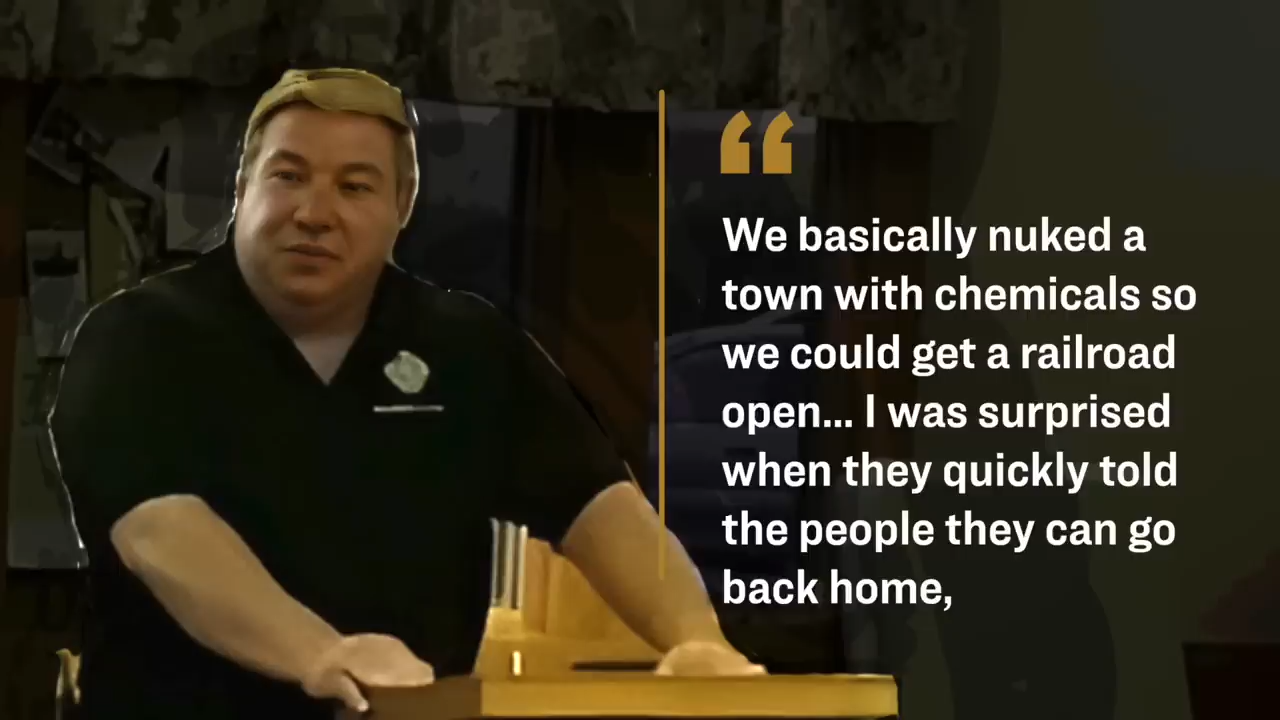 “
We basically nuked a
town with chemicals so
we could get a railroad
open... I was surprised
when they quickly told
the people they can go
back home,